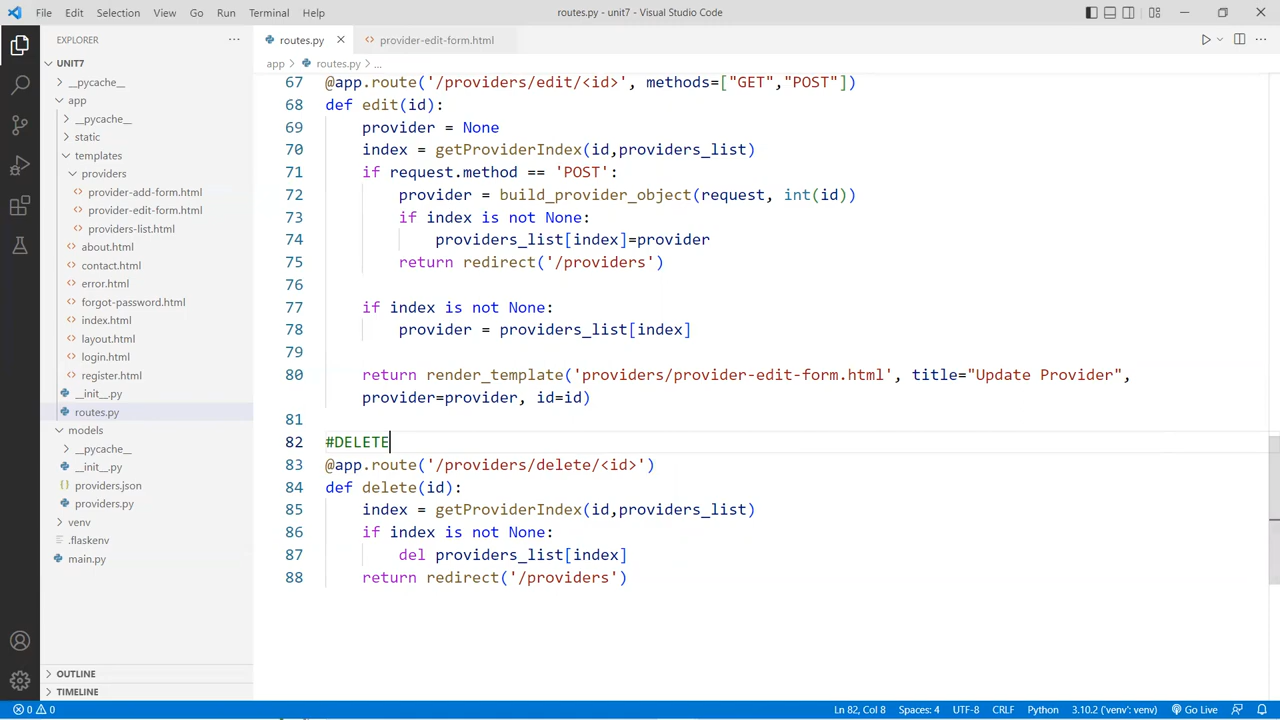 File Edit Selection View Go Run Terminal Help
routes.py - unit7 - Visual Studio Code
EXPLORER
UNIT7
__pycache__
app
__pycache__
static
templates
providers
provider-add-form.html
provider-edit-form.html
providers-list.html
about.html
contact.html
error.html
forgot-password.html
index.html
layout.html
login.html
register.html
__init__.py
routes.py
models
__pycache__
__init__.py
providers.json
providers.py
venv
.flaskenv
main.py
OUTLINE
TIMELINE
routes.py
provider-edit-form.html
app > routes.py > ...
67 @app.route('/providers/edit/<id>', methods=["GET","POST"])
68 def edit(id):
69     provider = None
70     index = getProviderIndex(id,providers_list)
71     if request.method == 'POST':
72         provider = build_provider_object(request, int(id))
73         if index is not None:
74             providers_list[index]=provider
75         return redirect('/providers')
76
77     if index is not None:
78         provider = providers_list[index]
79
80     return render_template('providers/provider-edit-form.html', title="Update Provider",
provider=provider, id=id)
81
82 #DELETE
83 @app.route('/providers/delete/<id>')
84 def delete(id):
85     index = getProviderIndex(id,providers_list)
86     if index is not None:
87         del providers_list[index]
88     return redirect('/providers')
0 0
Ln 82, Col 8 Spaces: 4 UTF-8 CRLF Python 3.10.2 ('venv': venv) Go Live